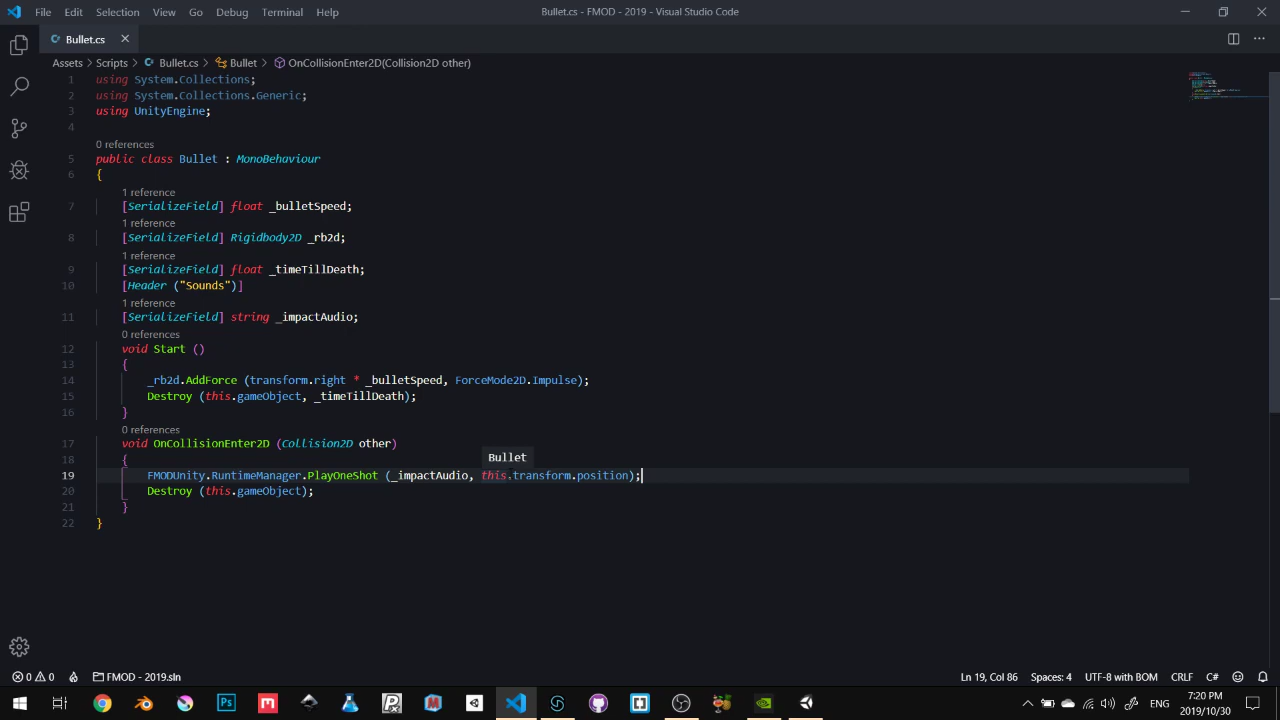 File Edit Selection View Go Debug Terminal Help Bullet.cs - FMOD - 2019 - Visual Studio Code
Bullet.cs
Assets > Scripts > Bullet.cs > Bullet > OnCollisionEnter2D(Collision2D other)
1 using System.Collections;
2 using System.Collections.Generic;
3 using UnityEngine;
4
0 references
5 public class Bullet : MonoBehaviour
6 {
1 reference
7 [SerializeField] float _bulletSpeed;
1 reference
8 [SerializeField] Rigidbody2D _rb2d;
1 reference
9 [SerializeField] float _timeTillDeath;
10 [Header ("Sounds")]
1 reference
11 [SerializeField] string _impactAudio;
0 references
12 void Start ()
13 {
14 _rb2d.AddForce (transform.right * _bulletSpeed, ForceMode2D.Impulse);
15 Destroy (this.gameObject, _timeTillDeath);
16 }
0 references
17 void OnCollisionEnter2D (Collision2D other)
Bullet
18 {
19 FMODUnity.RuntimeManager.PlayOneShot (_impactAudio, this.transform.position);
20 Destroy (this.gameObject);
21 }
22 }
0 0 FMOD - 2019.sln Ln 19, Col 86 Spaces: 4 UTF-8 with BOM CRLF C#
Ps ENG 7:20 PM
2019/10/30